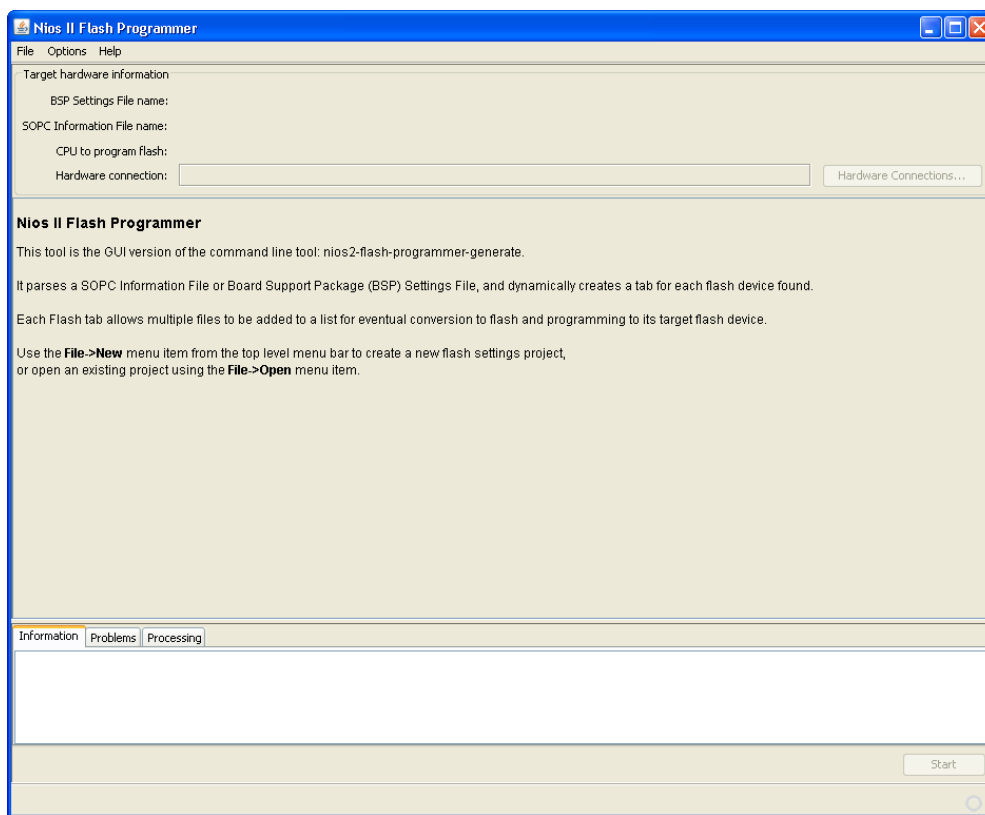 Nios II Flash Programmer
File Options Help
Target hardware information
BSP Settings File name:
SOPC Information File name:
CPU to program flash:
Hardware connection:
Hardware Connections...
Nios II Flash Programmer
This tool is the GUI version of the command line tool: nios2-flash-programmer-generate.
It parses a SOPC Information File or Board Support Package (BSP) Settings File, and dynamically creates a tab for each flash device found.
Each Flash tab allows multiple files to be added to a list for eventual conversion to flash and programming to its target flash device.
Use the File->New menu item from the top level menu bar to create a new flash settings project,
or open an existing project using the File->Open menu item.
Information Problems Processing
Start